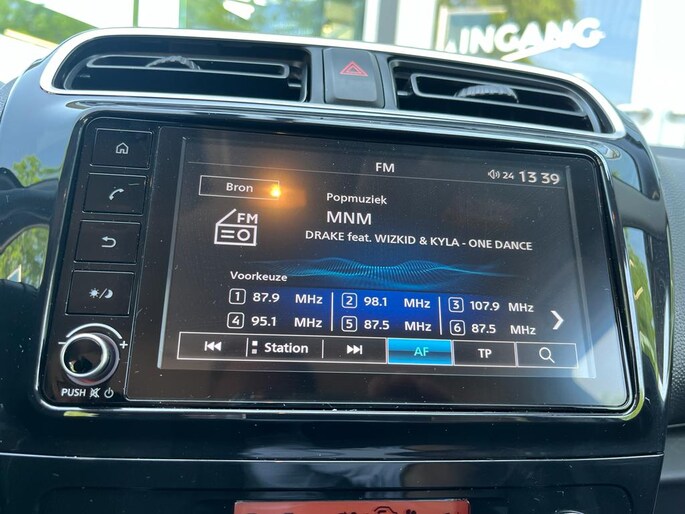 INGANG
FM
24 13 39
Bron
Popmuziek
FM
MNM
DRAKE feat. WIZKID & KYLA - ONE DANCE
Voorkeuze
1 87.9 MHz 2 98.1 MHz 3 107.9 MHz
4 95.1 MHz 5 87.5 MHz 6 87.5 MHz
Station AF TP
- +
PUSH